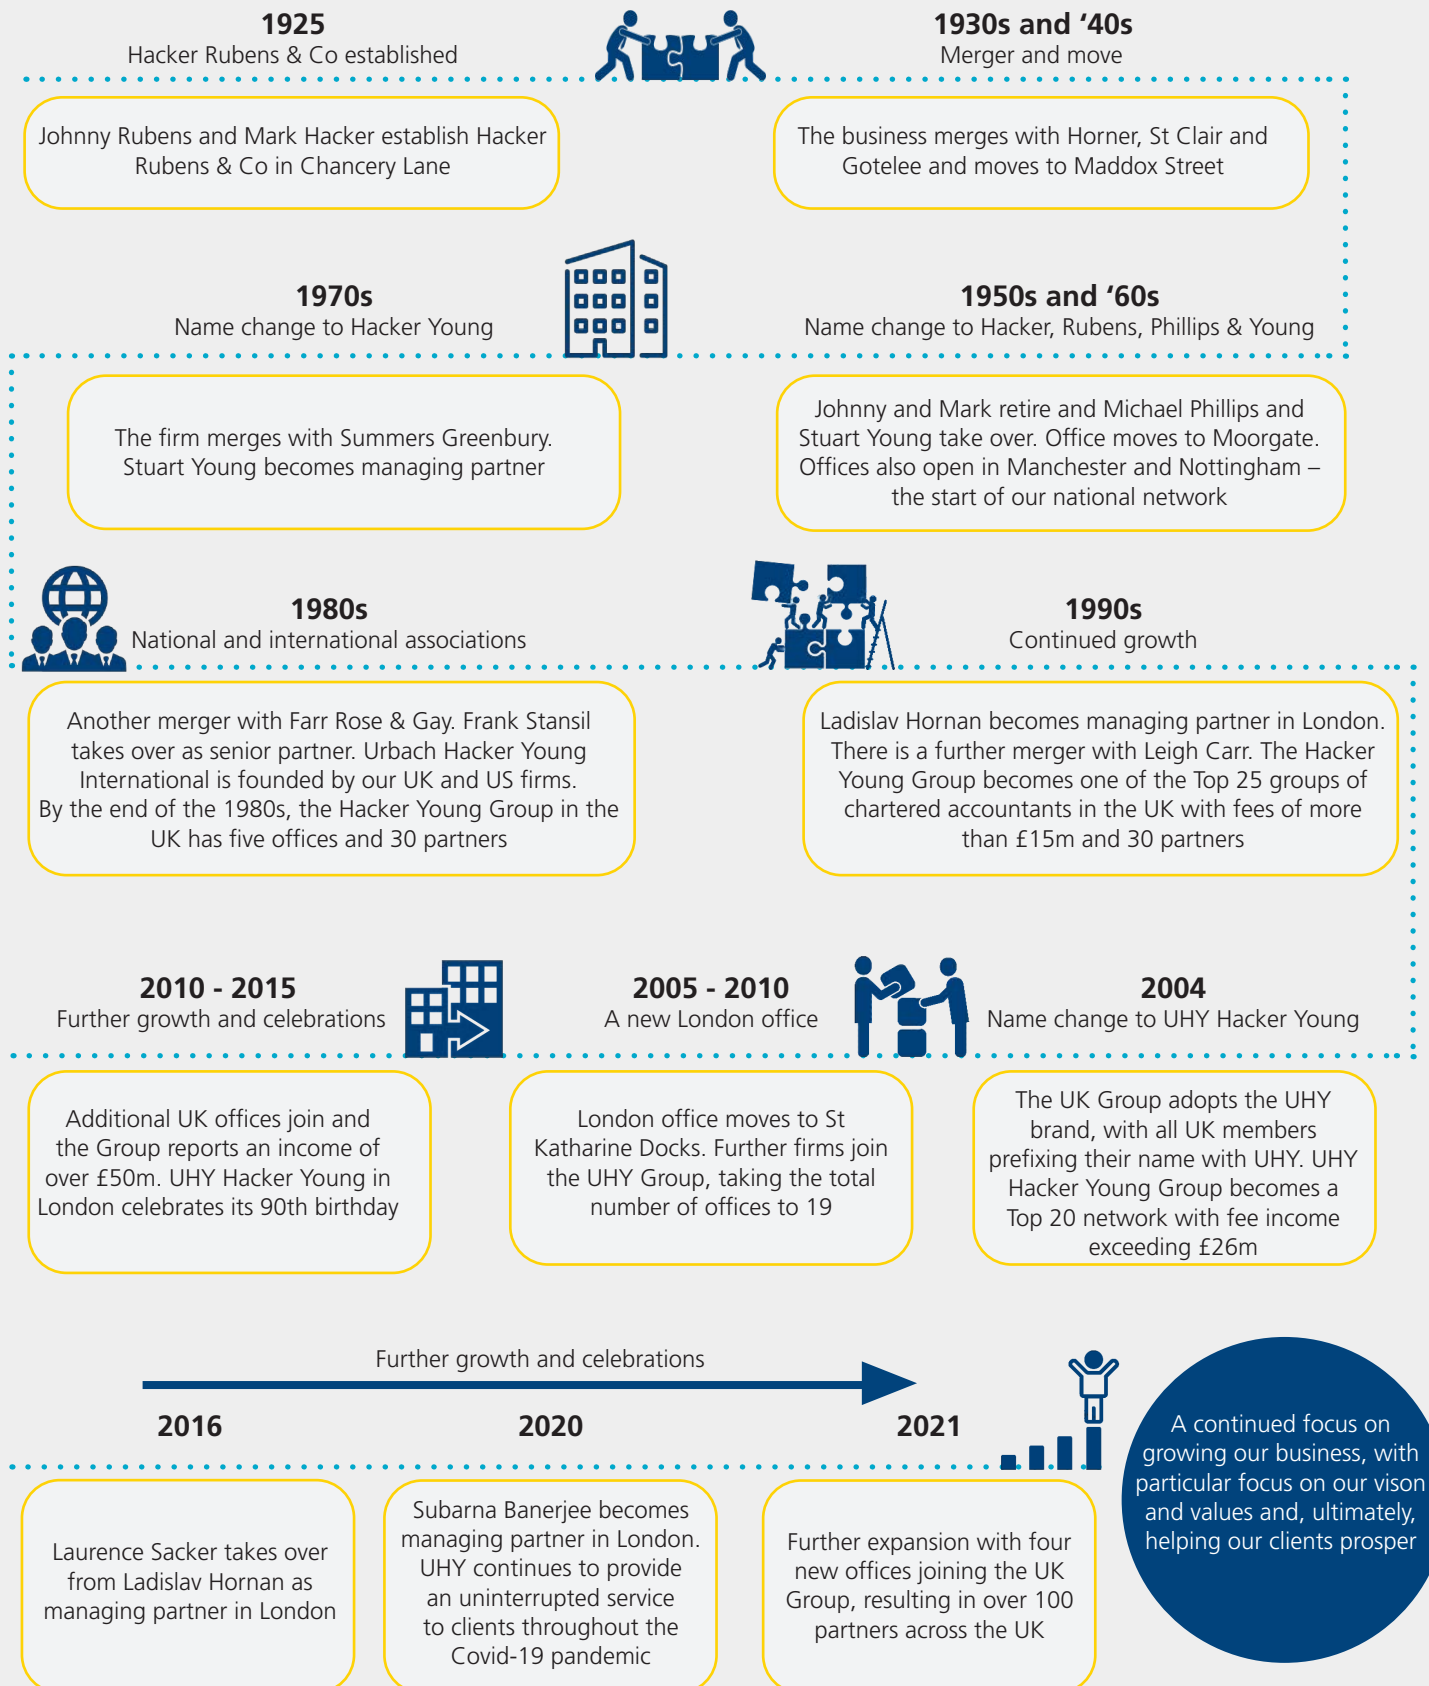 1925
Hacker Rubens & Co established
Johnny Rubens and Mark Hacker establish Hacker
Rubens & Co in Chancery Lane
1930s and ‘40s
Merger and move
The business merges with Horner, St Clair and
Gotelee and moves to Maddox Street
1950s and ‘60s
Name change to Hacker, Rubens, Phillips & Young
Johnny and Mark retire and Michael Phillips and
Stuart Young take over. Office moves to Moorgate.
Offices also open in Manchester and Nottingham –
the start of our national network
1970s
Name change to Hacker Young
The firm merges with Summers Greenbury.
Stuart Young becomes managing partner
1980s
National and international associations
Another merger with Farr Rose & Gay. Frank Stansil
takes over as senior partner. Urbach Hacker Young
International is founded by our UK and US firms.
By the end of the 1980s, the Hacker Young Group in the
UK has five offices and 30 partners
1990s
Continued growth
Ladislav Hornan becomes managing partner in London.
There is a further merger with Leigh Carr. The Hacker
Young Group becomes one of the Top 25 groups of
chartered accountants in the UK with fees of more
than £15m and 30 partners
2004
Name change to UHY Hacker Young
The UK Group adopts the UHY
brand, with all UK members
prefixing their name with UHY. UHY
Hacker Young Group becomes a
Top 20 network with fee income
exceeding £26m
2005 - 2010
A new London office
London office moves to St
Katharine Docks. Further firms join
the UHY Group, taking the total
number of offices to 19
2010 - 2015
Further growth and celebrations
Additional UK offices join and
the Group reports an income of
over £50m. UHY Hacker Young in
London celebrates its 90th birthday
Further growth and celebrations
2016
Laurence Sacker takes over
from Ladislav Hornan as
managing partner in London
2020
Subarna Banerjee becomes
managing partner in London.
UHY continues to provide
an uninterrupted service
to clients throughout the
Covid-19 pandemic
2021
Further expansion with four
new offices joining the UK
Group, resulting in over 100
partners across the UK
A continued focus on
growing our business, with
particular focus on our vison
and values and, ultimately,
helping our clients prosper